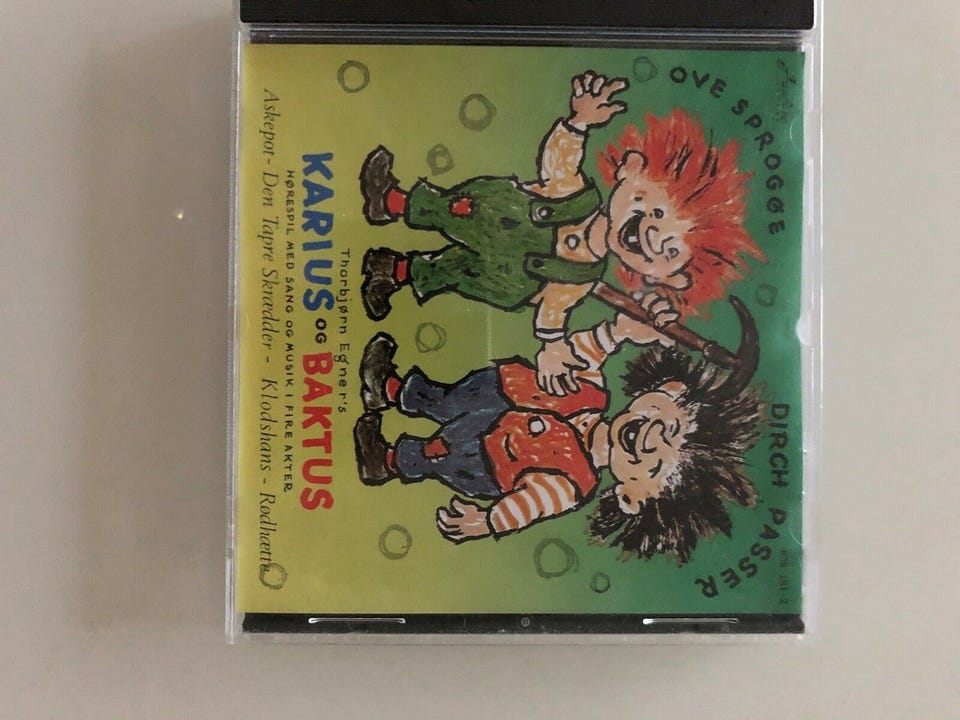 OVE SPROGØE
DIRCH PASSER
Thorbjørn Egner's
KARIUS OG BAKTUS
HØRESPIL MED SANG OG MUSIK I FIRE AKTER
Askepot - Den Tapre Skrædder - Klodshans - Rødhætte